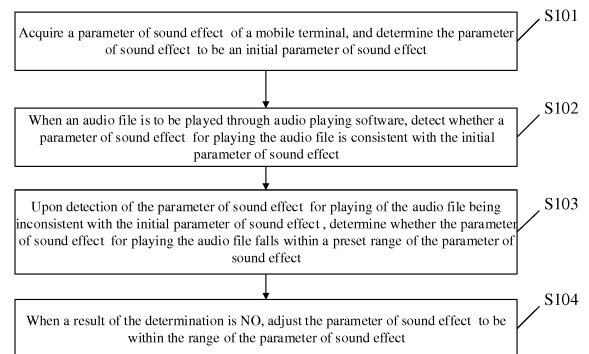 S101
Acquire a parameter of sound effect of a mobile terminal, and determine the parameter
of sound effect to be an initial parameter of sound effect
S102
When an audio file is to be played through audio playing software, detect whether a
parameter of sound effect for playing the audio file is consistent with the initial
parameter of sound effect
S103
Upon detection of the parameter of sound effect for playing of the audio file being
inconsistent with the initial parameter of sound effect , determine whether the parameter
of sound effect for playing the audio file falls within a preset range of the parameter of
sound effect
S104
When a result of the determination is NO, adjust the parameter of sound effect to be
within the range of the parameter of sound effect